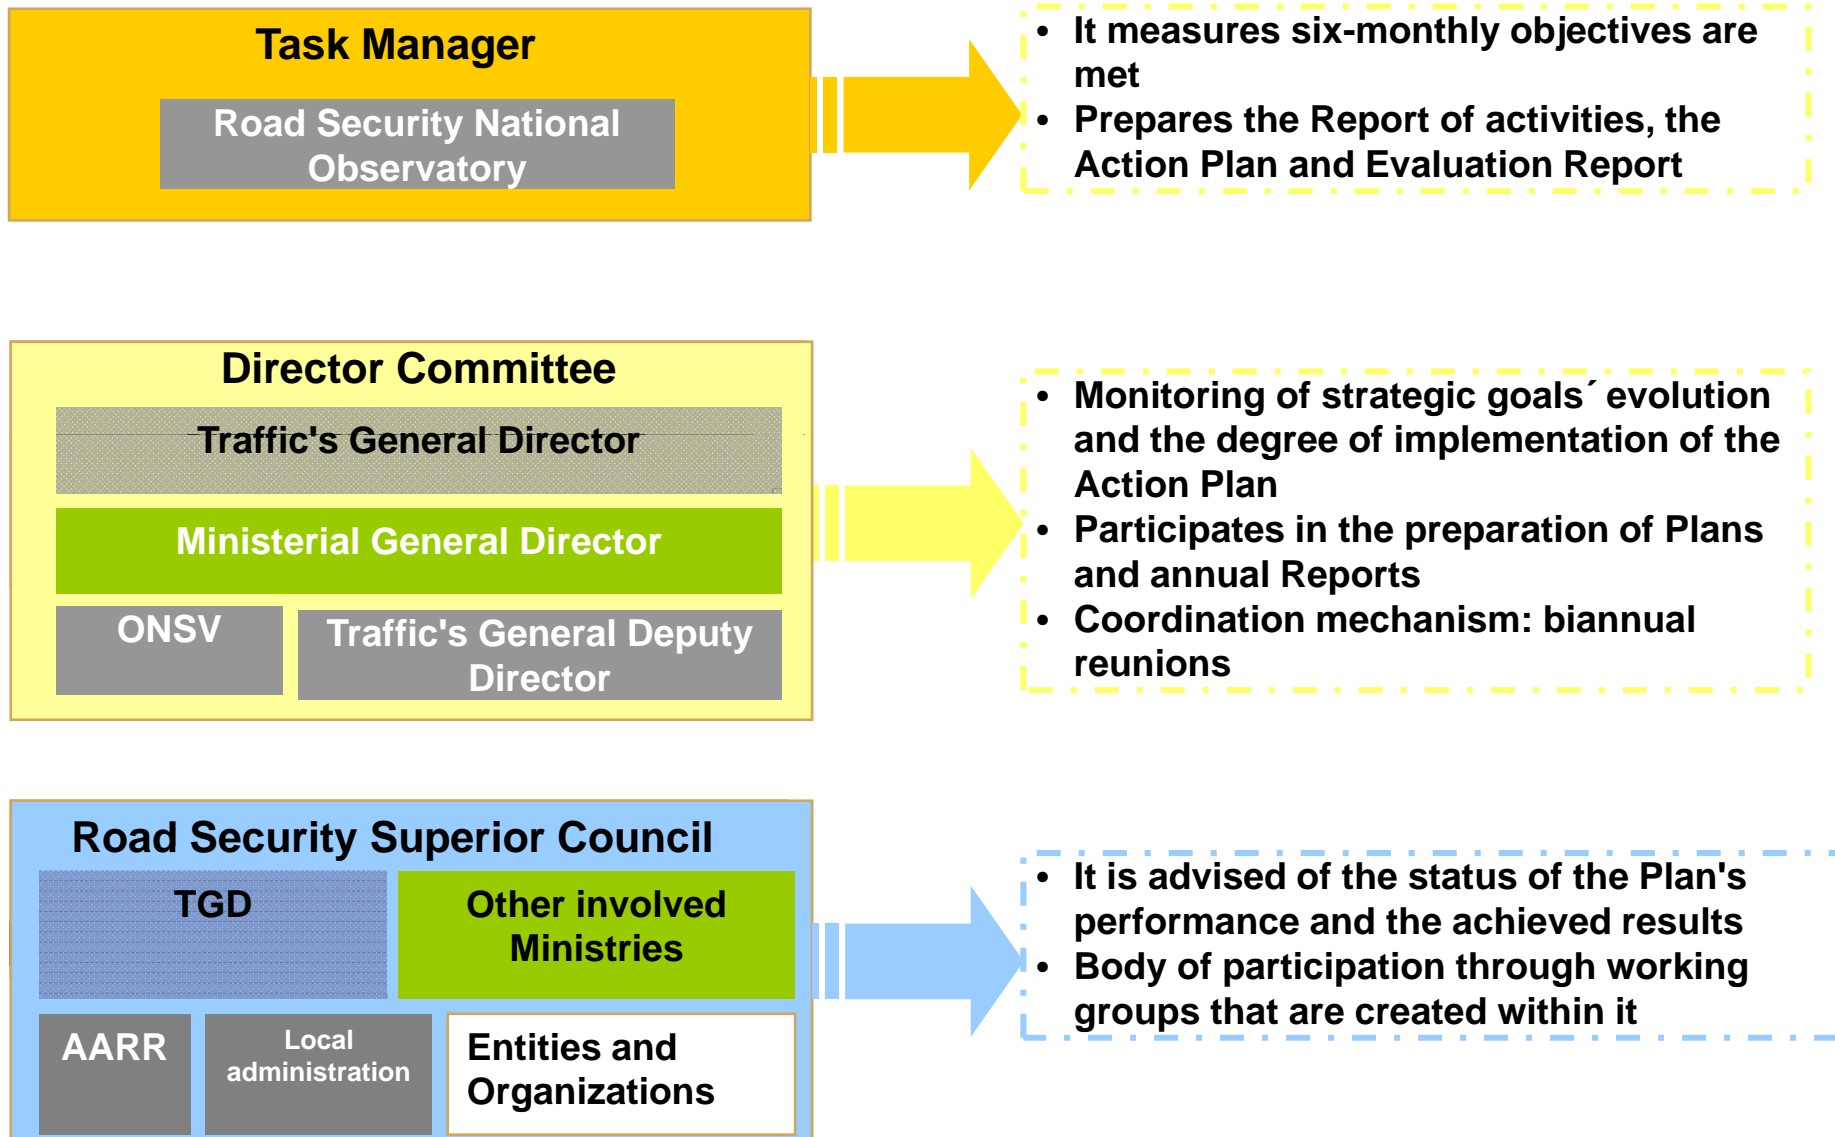 Task Manager
Road Security National
Observatory
• It measures six-monthly objectives are
met
• Prepares the Report of activities, the
Action Plan and Evaluation Report
Director Committee
Traffic's General Director
Ministerial General Director
ONSV
Traffic's General Deputy
Director
• Monitoring of strategic goals´ evolution
and the degree of implementation of the
Action Plan
• Participates in the preparation of Plans
and annual Reports
• Coordination mechanism: biannual
reunions
Road Security Superior Council
TGD
Other involved
Ministries
AARR
Local
administration
Entities and
Organizations
• It is advised of the status of the Plan's
performance and the achieved results
• Body of participation through working
groups that are created within it